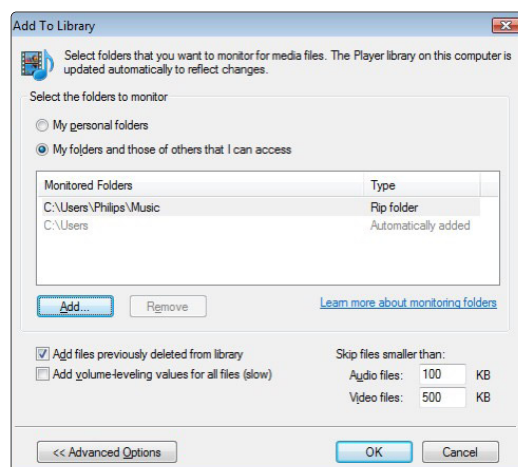 Add To Library
Select folders that you want to monitor for media files. The Player library on this computer is
updated automatically to reflect changes.
Select the folders to monitor
My personal folders
My folders and those of others that I can access
Monitored Folders Type
C:\Users\Philips\Music Rip folder
C:\Users Automatically added
Add... Remove Learn more about monitoring folders
Add files previously deleted from library Skip files smaller than:
Add volume-leveling values for all files (slow) Audio files: 100 KB
Video files: 500 KB
<< Advanced Options OK Cancel